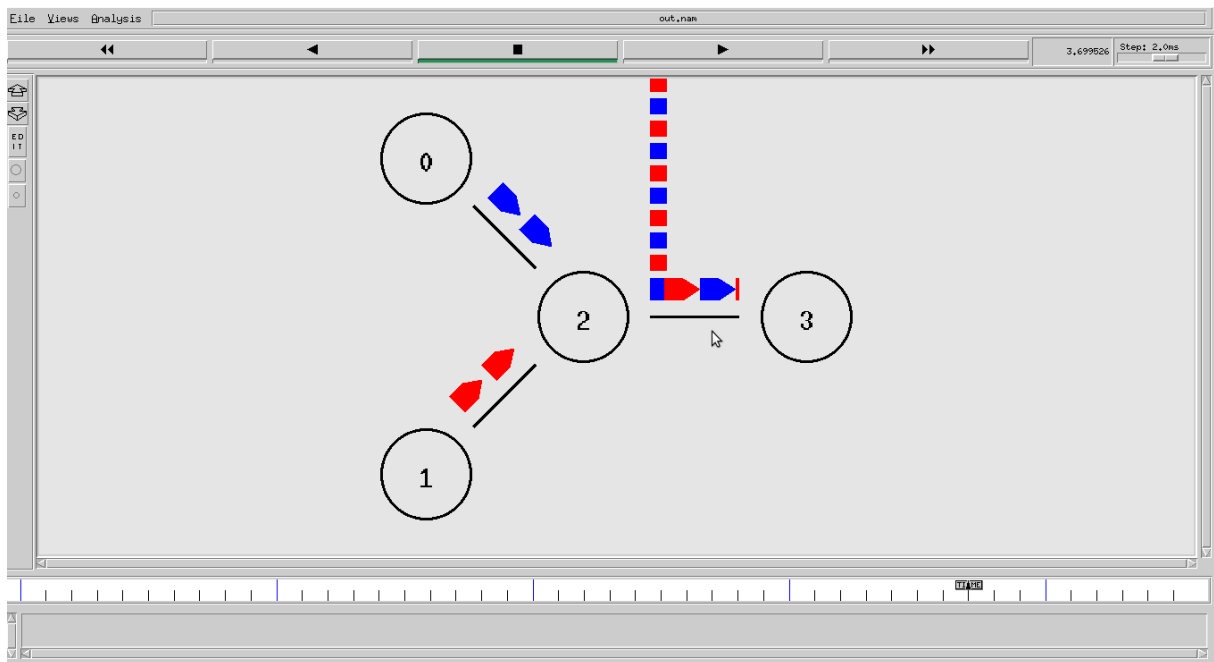 File Views Analysis out.nam
3.699526 Step: 2.0ms
ED
IT
0
2
3
1
TIME